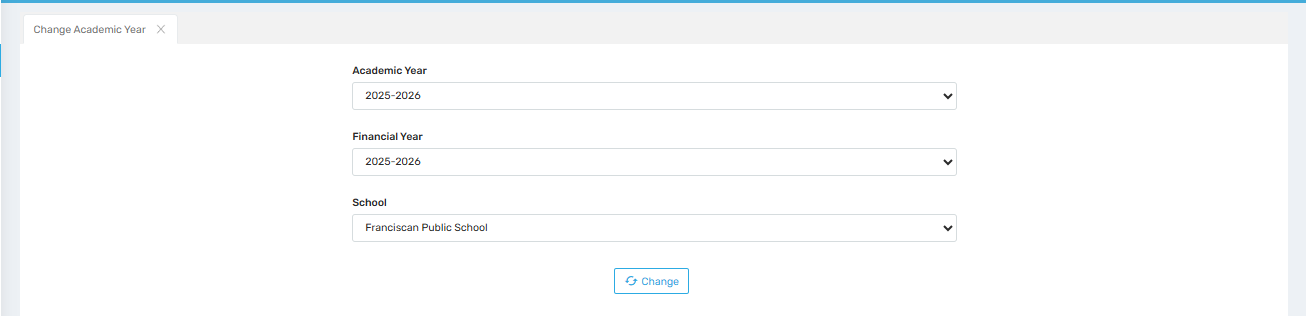 Change Academic Year
Academic Year
2025-2026
Financial Year
2025-2026
School
Franciscan Public School
Change